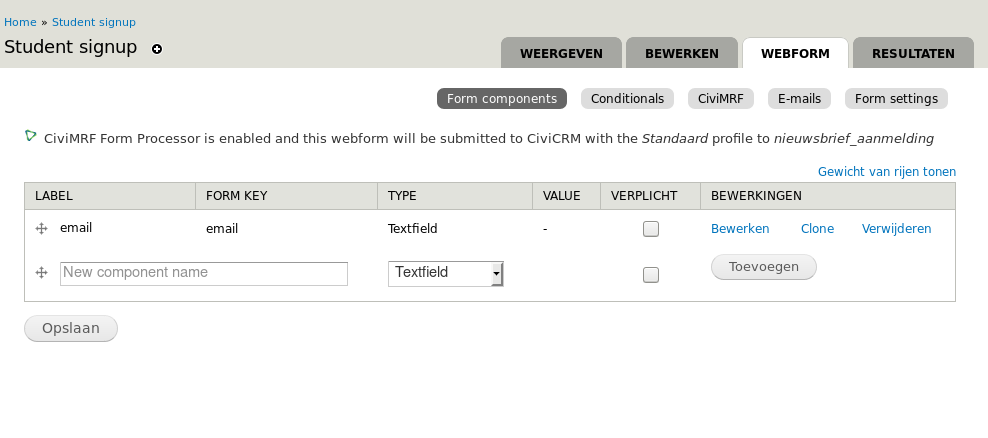 Home » Student signup
Student signup
WEERGEVEN BEWERKEN WEBFORM RESULTATEN
Form components Conditionals CiviMRF E-mails Form settings
CiviMRF Form Processor is enabled and this webform will be submitted to CiviCRM with the Standaard profile to nieuwsbrief_aanmelding
Gewicht van rijen tonen
LABEL FORM KEY TYPE VALUE VERPLICHT BEWERKINGEN
email email Textfield - Bewerken Clone Verwijderen
New component name Textfield Toevoegen
Opslaan